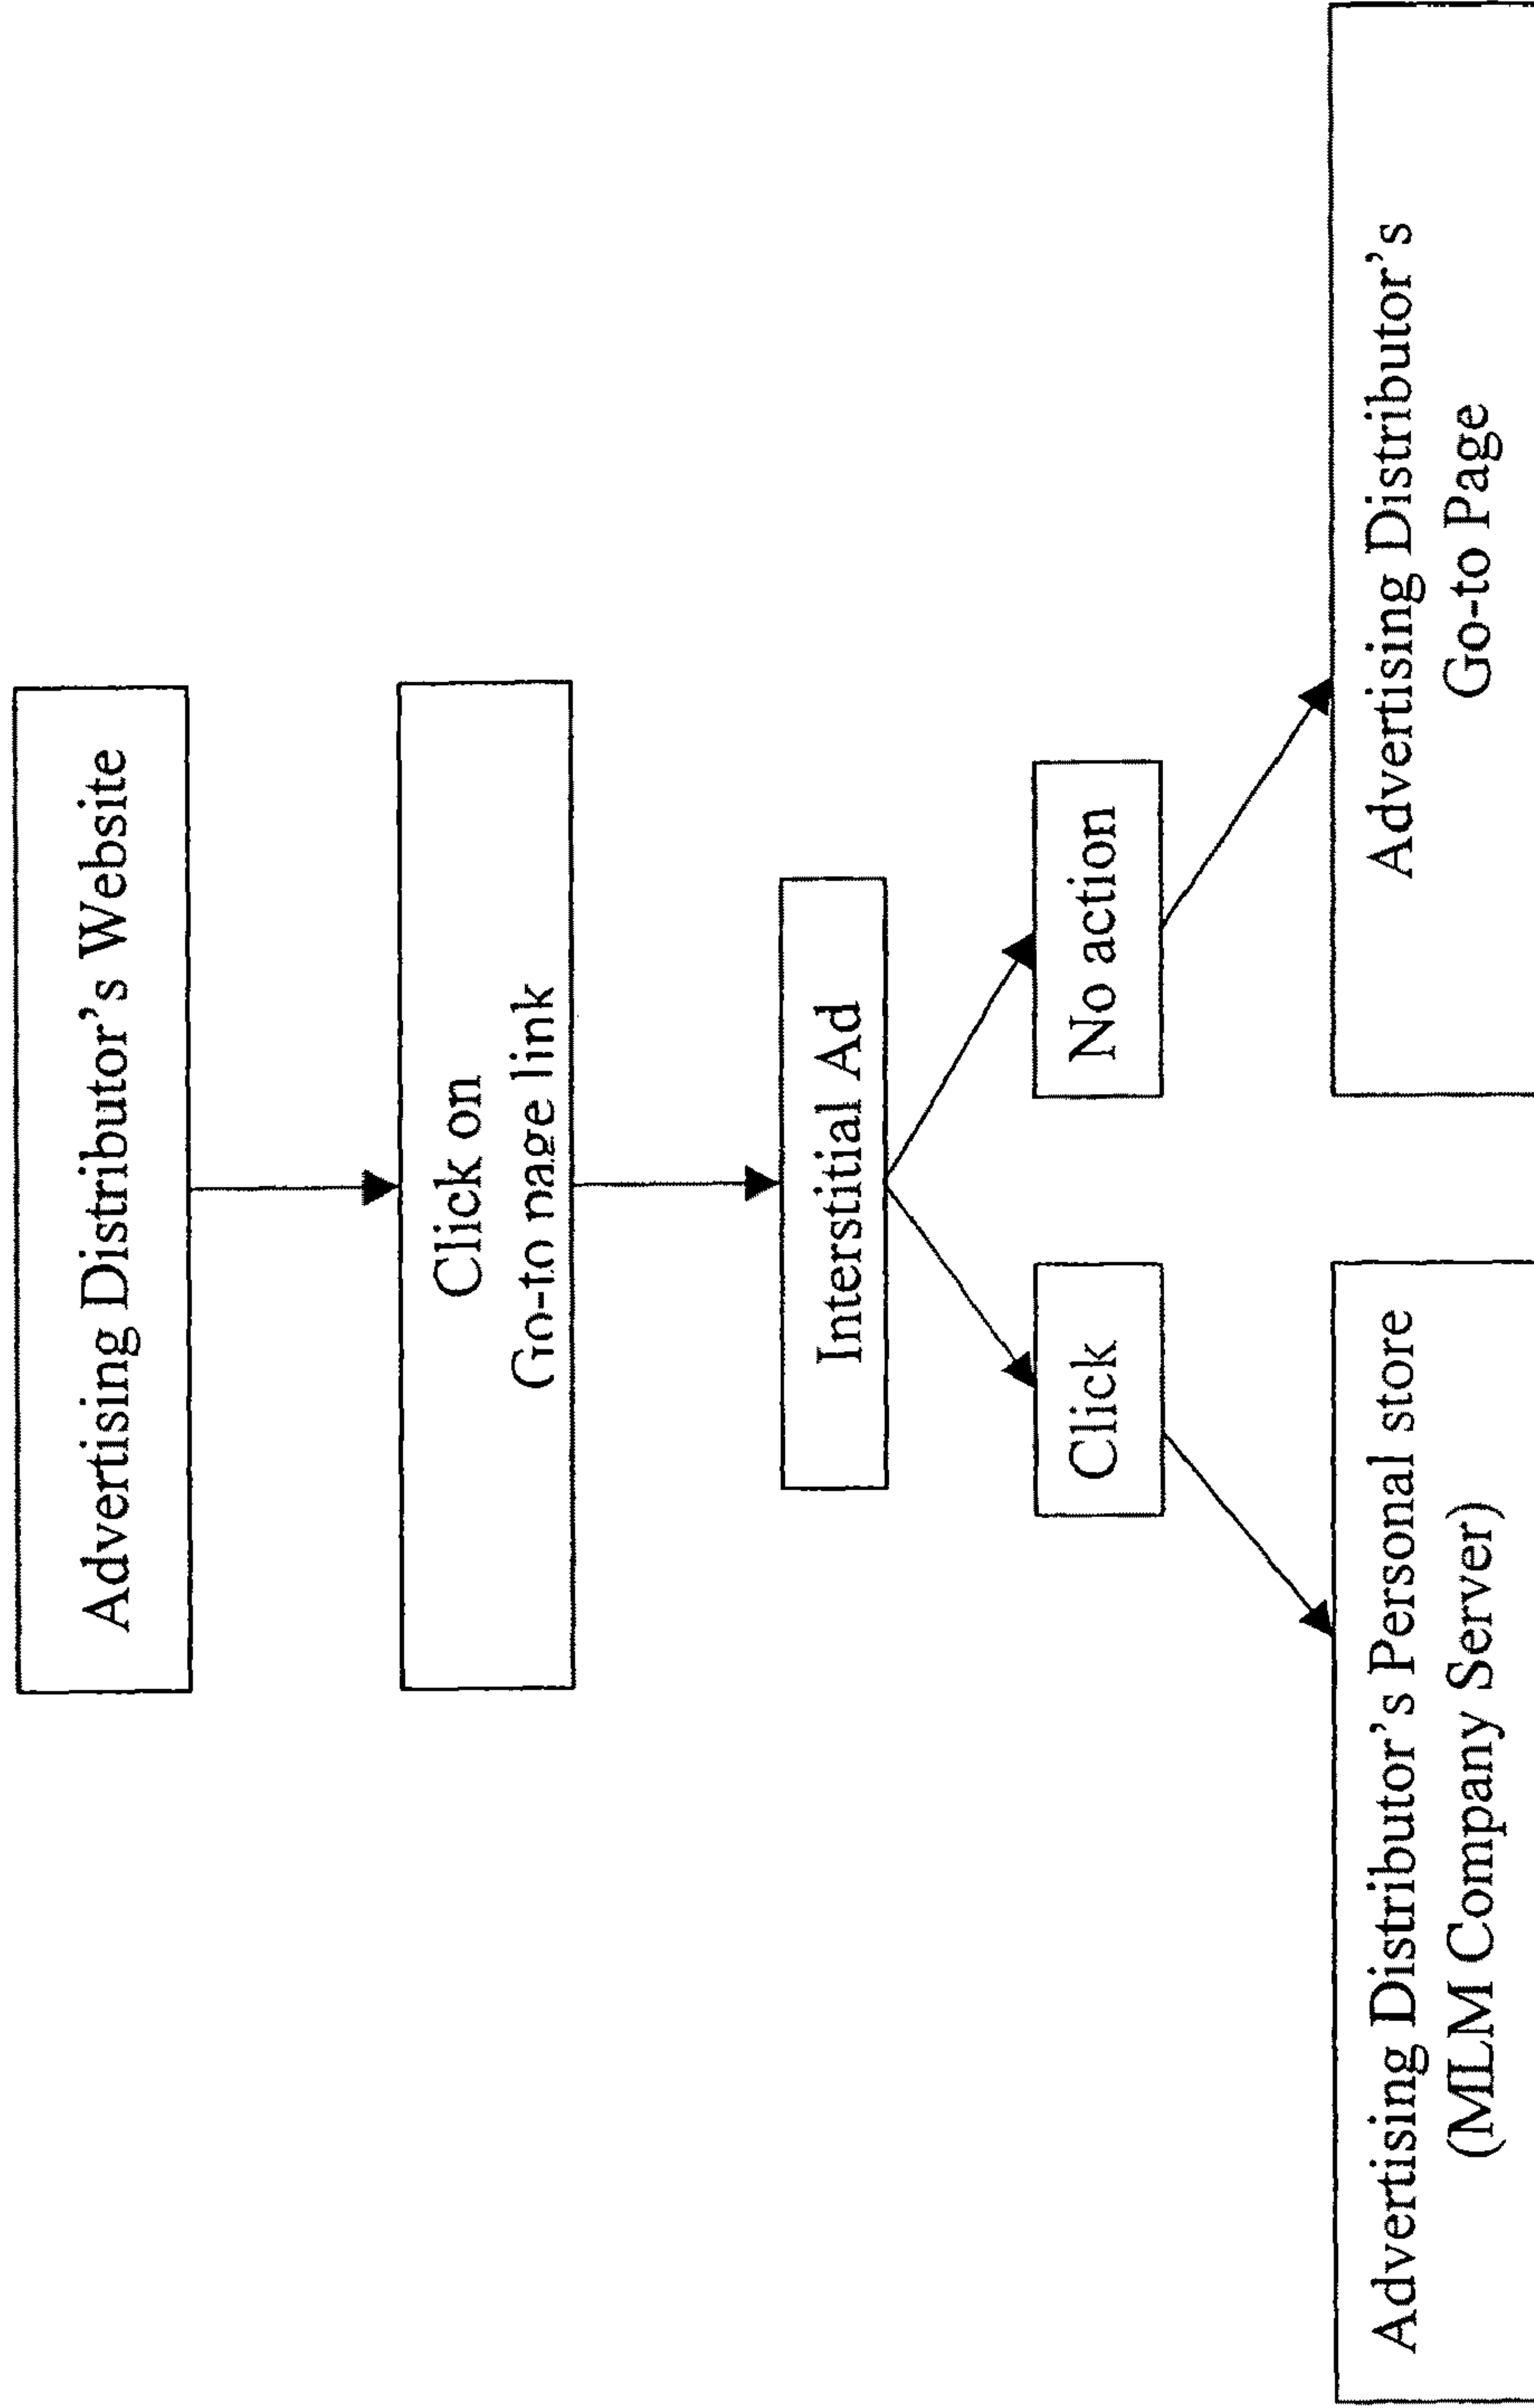 Advertising Distributor's Website
Click on
Go-to page link
Interstitial Ad
Click
No action
Advertising Distributor's Personal store
(MLM Company Server)
Advertising Distributor's
Go-to Page